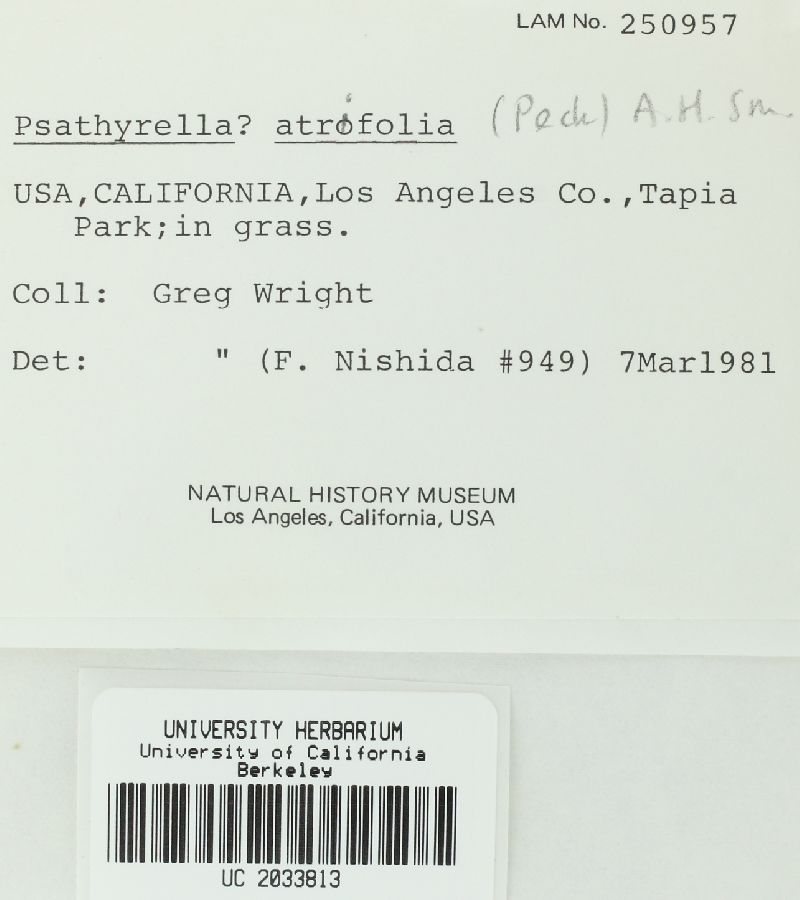 LAM No. 250957
Psathyrella? atrifolia (Peck) A.H. Sm.
USA,CALIFORNIA,Los Angeles Co.,Tapia
Park;in grass.
Coll: Greg Wright
Det: " (F. Nishida #949) 7Mar1981
NATURAL HISTORY MUSEUM
Los Angeles, California, USA
UNIVERSITY HERBARIUM
University of California
Berkeley
UC 2033813